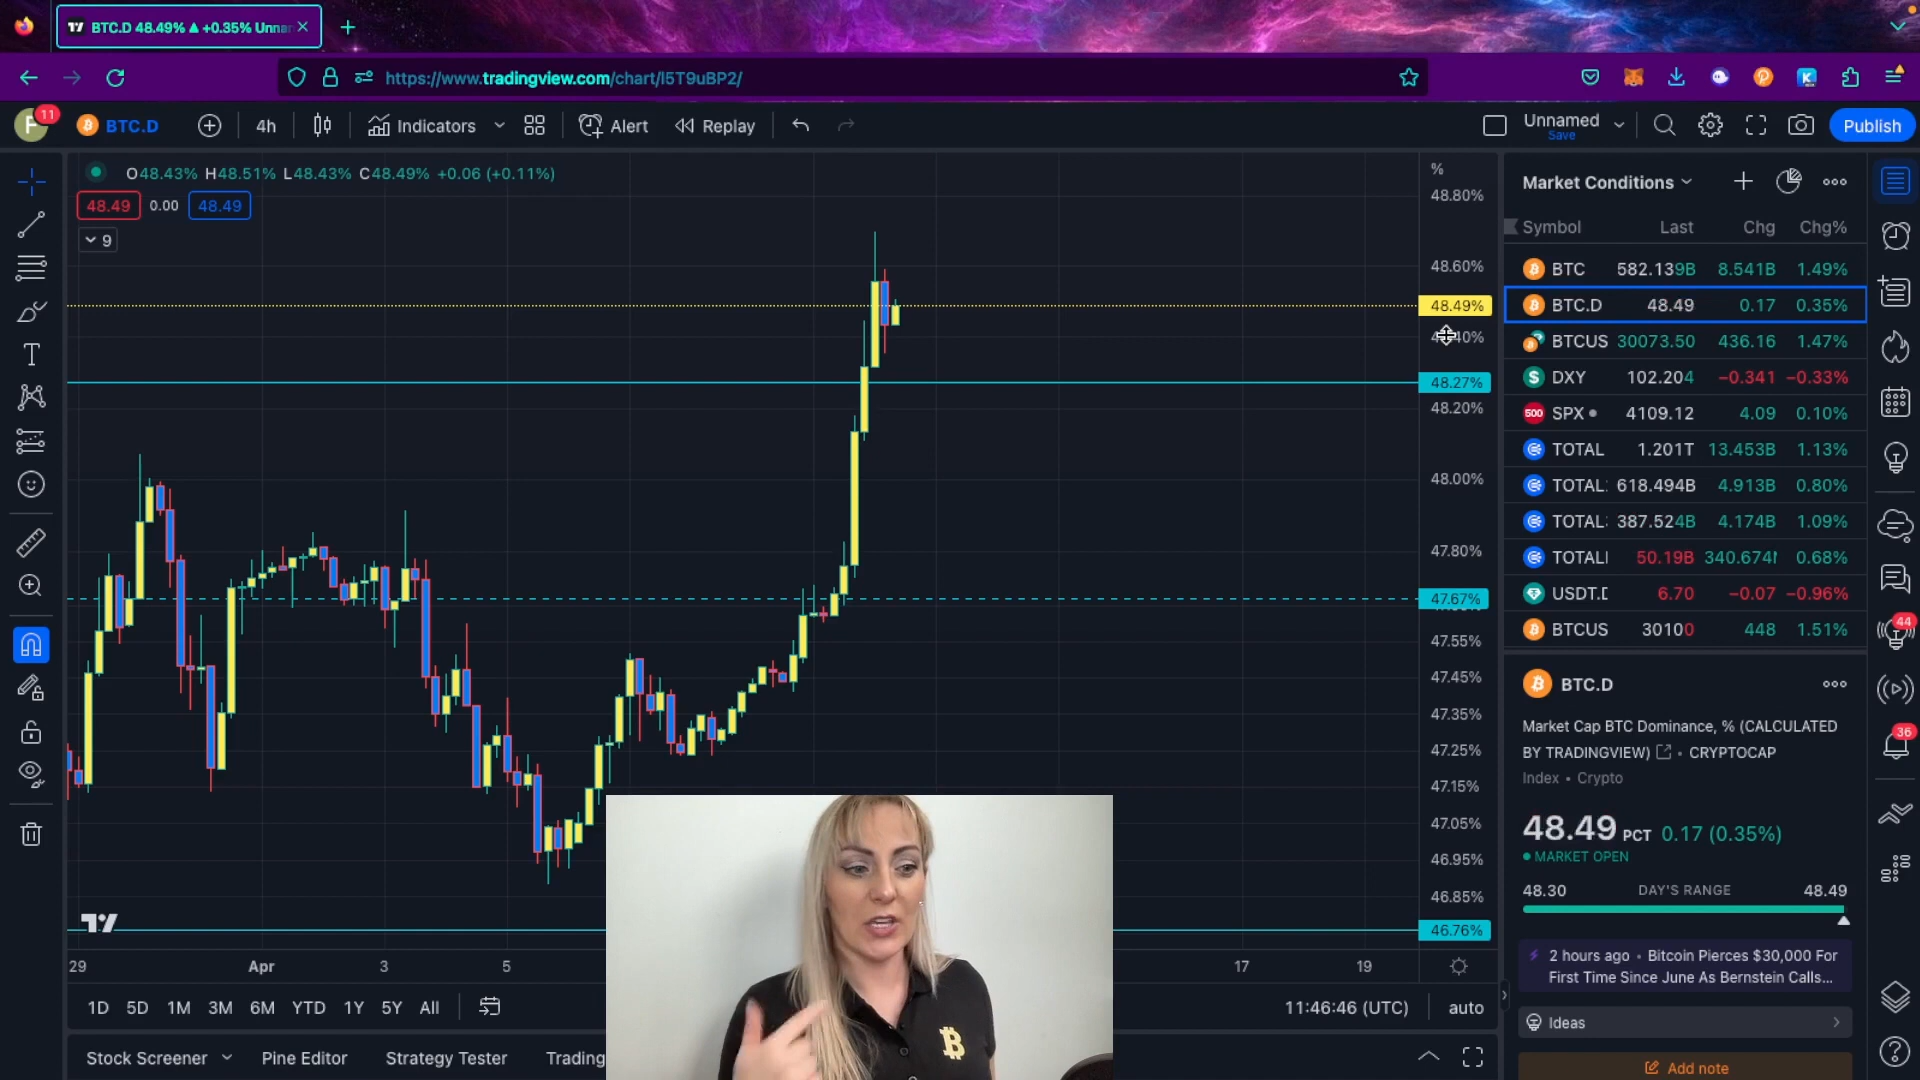 BTC.D 48.49% ▲ +0.35% Unnar
https://www.tradingview.com/chart/l5T9uBP2/
F 11 BTC.D 4h Indicators Alert Replay Unnamed Publish
Save
O48.43% H48.51% L48.43% C48.49% +0.06 (+0.11%)
48.49 0.00 48.49
9
%
48.80%
48.60%
48.49%
48.27%
48.20%
48.00%
47.80%
47.67%
47.55%
47.45%
47.35%
47.25%
47.15%
47.05%
46.95%
46.85%
46.76%
29 Apr 3 5 17 19
1D 5D 1M 3M 6M YTD 1Y 5Y All 11:46:46 (UTC) auto
Stock Screener Pine Editor Strategy Tester Trading
Market Conditions
Symbol Last Chg Chg%
BTC 582.139B 8.541B 1.49%
BTC.D 48.49 0.17 0.35%
BTCUS 30073.50 436.16 1.47%
DXY 102.204 −0.341 −0.33%
500 SPX 4109.12 4.09 0.10%
TOTAL 1.201T 13.453B 1.13%
TOTAL 618.494B 4.913B 0.80%
TOTAL 387.524B 4.174B 1.09%
TOTAL 50.19B 340.674 0.68%
USDT. 6.70 −0.07 −0.96%
BTCUS 30100 448 1.51%
BTC.D
Market Cap BTC Dominance, % (CALCULATED
BY TRADINGVIEW) • CRYPTOCAP
Index • Crypto
48.49 PCT 0.17 (0.35%)
MARKET OPEN
48.30 DAY'S RANGE 48.49
2 hours ago • Bitcoin Pierces $30,000 For
First Time Since June As Bernstein Calls...
Ideas
Add note
44
36